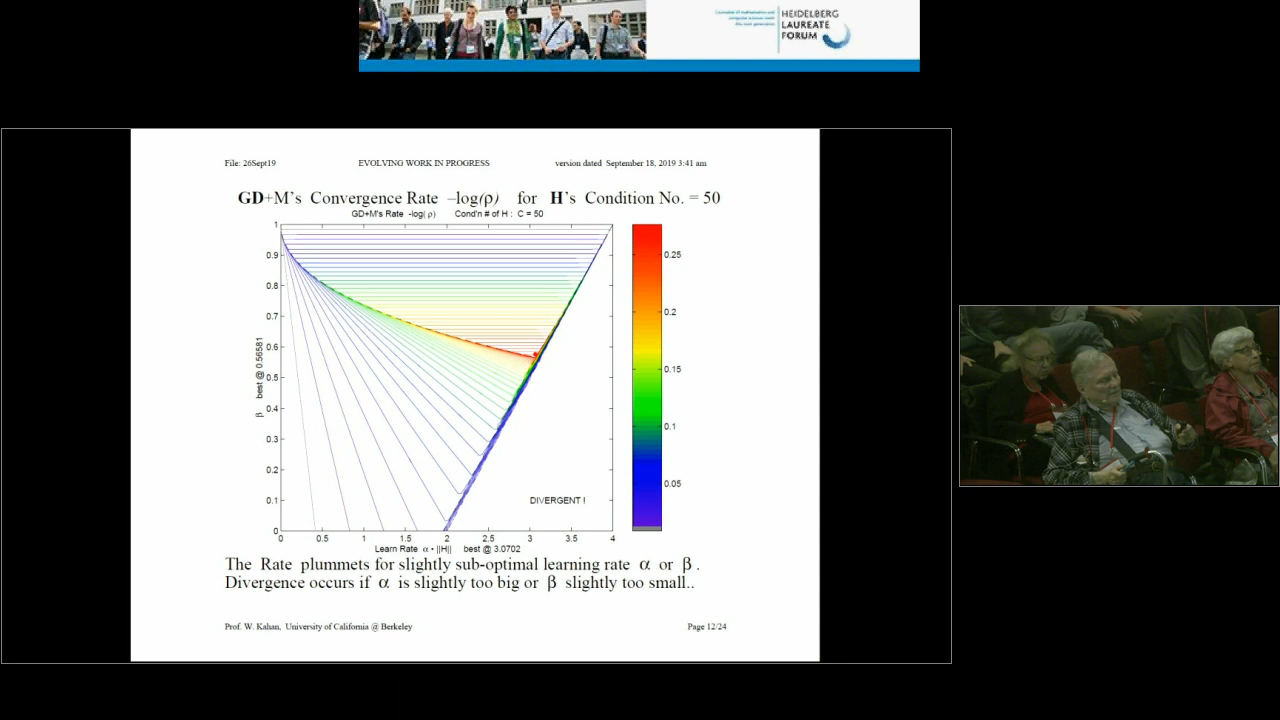 HEIDELBERG
LAUREATE
FORUM
File: 26Sept19 EVOLVING WORK IN PROGRESS version dated September 18, 2019 3:41 am
GD+M's Convergence Rate –log(ρ) for H's Condition No. = 50
GD+M's Rate -log( ρ) Cond'n # of H : C = 50
1
0.9
0.8
0.7
0.6
0.5
0.4
0.3
0.2
0.1
0
β best @ 0.56581
0.25
0.2
0.15
0.1
0.05
DIVERGENT !
0 0.5 1 1.5 2 2.5 3 3.5 4
Learn Rate α • ||H|| best @ 3.0702
The Rate plummets for slightly sub-optimal learning rate α or β .
Divergence occurs if α is slightly too big or β slightly too small..
Prof. W. Kahan, University of California @ Berkeley Page 12/24